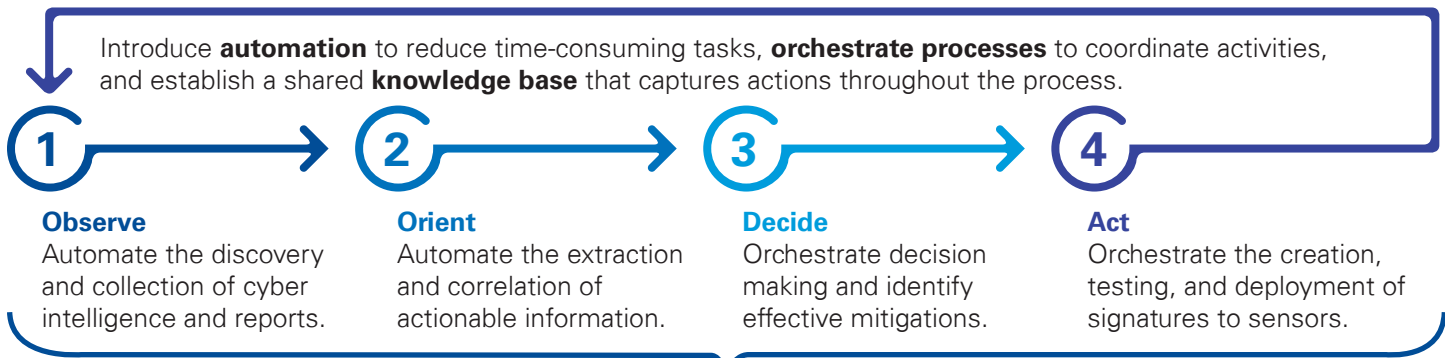 Introduce automation to reduce time-consuming tasks, orchestrate processes to coordinate activities,
and establish a shared knowledge base that captures actions throughout the process.
1
2
3
4
Observe
Automate the discovery
and collection of cyber
intelligence and reports.
Orient
Automate the extraction
and correlation of
actionable information.
Decide
Orchestrate decision
making and identify
effective mitigations.
Act
Orchestrate the creation,
testing, and deployment of
signatures to sensors.